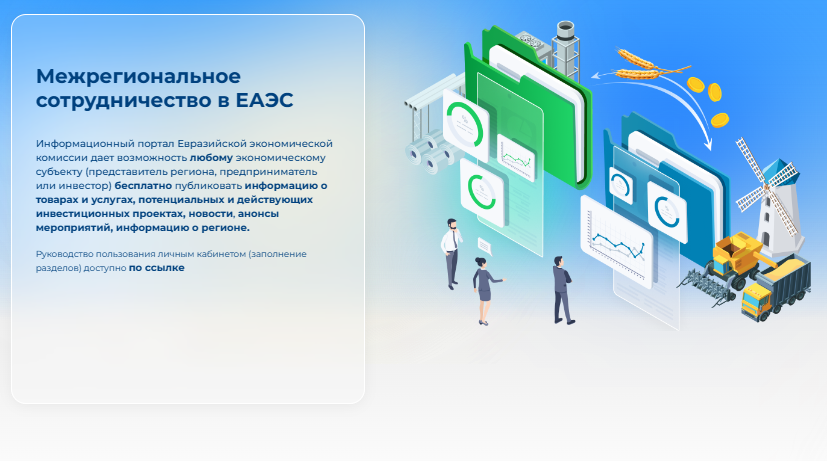 Межрегиональное
сотрудничество в ЕАЭС
Информационный портал Евразийской экономической
комиссии дает возможность любому экономическому
субъекту (представитель региона, предприниматель
или инвестор) бесплатно публиковать информацию о
товарах и услугах, потенциальных и действующих
инвестиционных проектах, новости, анонсы
мероприятий, информацию о регионе.
Руководство пользования личным кабинетом (заполнение
разделов) доступно по ссылке